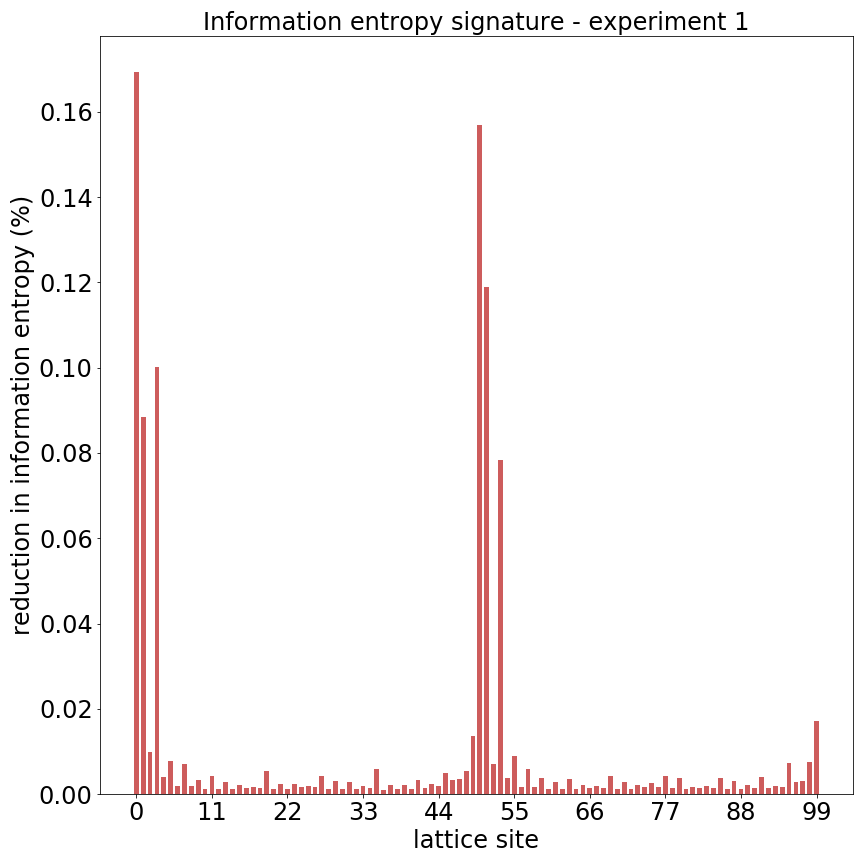 Information entropy signature - experiment 1
reduction in information entropy (%)
0.16
0.14
0.12
0.10
0.08
0.06
0.04
0.02
0.00
0 11 22 33 44 55 66 77 88 99
lattice site